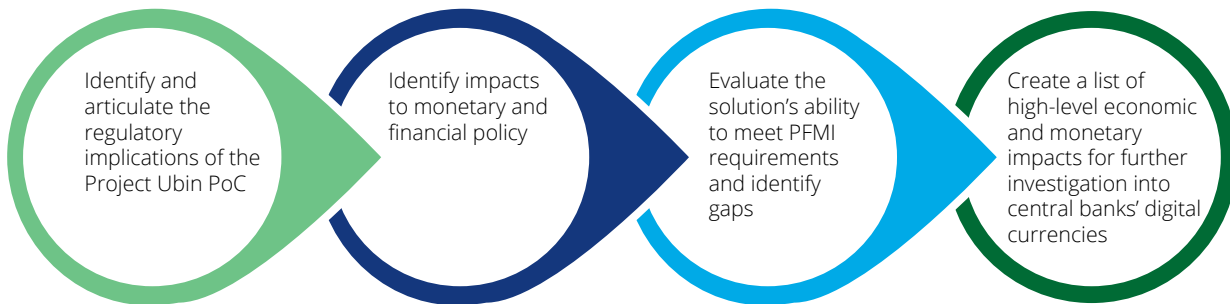 Identify and
articulate the
regulatory
implications of the
Project Ubin PoC
Identify impacts
to monetary and
financial policy
Evaluate the
solution’s ability
to meet PFMI
requirements
and identify
gaps
Create a list of
high-level economic
and monetary
impacts for further
investigation into
central banks’ digital
currencies